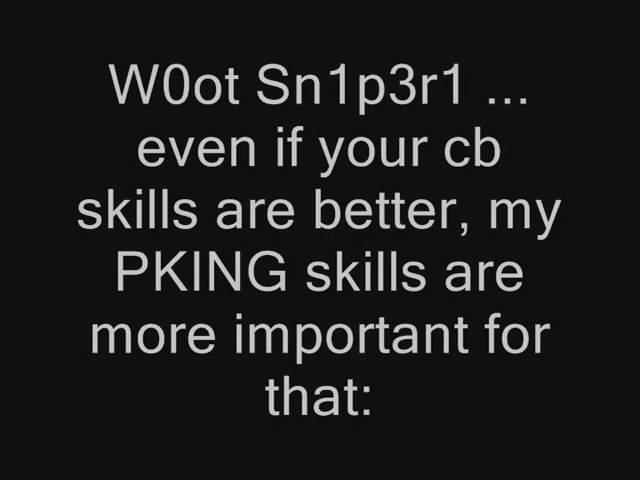 W0ot Sn1p3r1 ...
even if your cb
skills are better, my
PKING skills are
more important for
that: